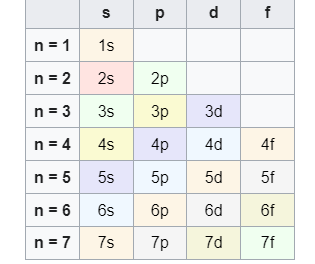 s p d f
n = 1 1s
n = 2 2s 2p
n = 3 3s 3p 3d
n = 4 4s 4p 4d 4f
n = 5 5s 5p 5d 5f
n = 6 6s 6p 6d 6f
n = 7 7s 7p 7d 7f